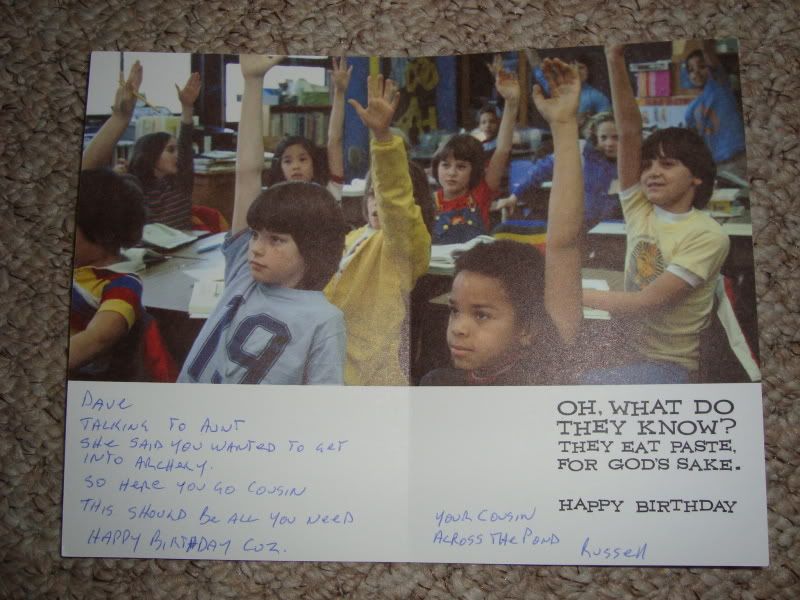 19
Dave
TALKING TO AUNT
SHE SAID YOU WANTED TO GET
INTO ARCHERY.
SO HERE YOU GO COUSIN
THIS SHOULD BE ALL YOU NEED
HAPPY BIRTHDAY CUZ.
YOUR COUSIN
ACROSS THE POND
Russell
OH, WHAT DO
THEY KNOW?
THEY EAT PASTE,
FOR GOD'S SAKE.
HAPPY BIRTHDAY